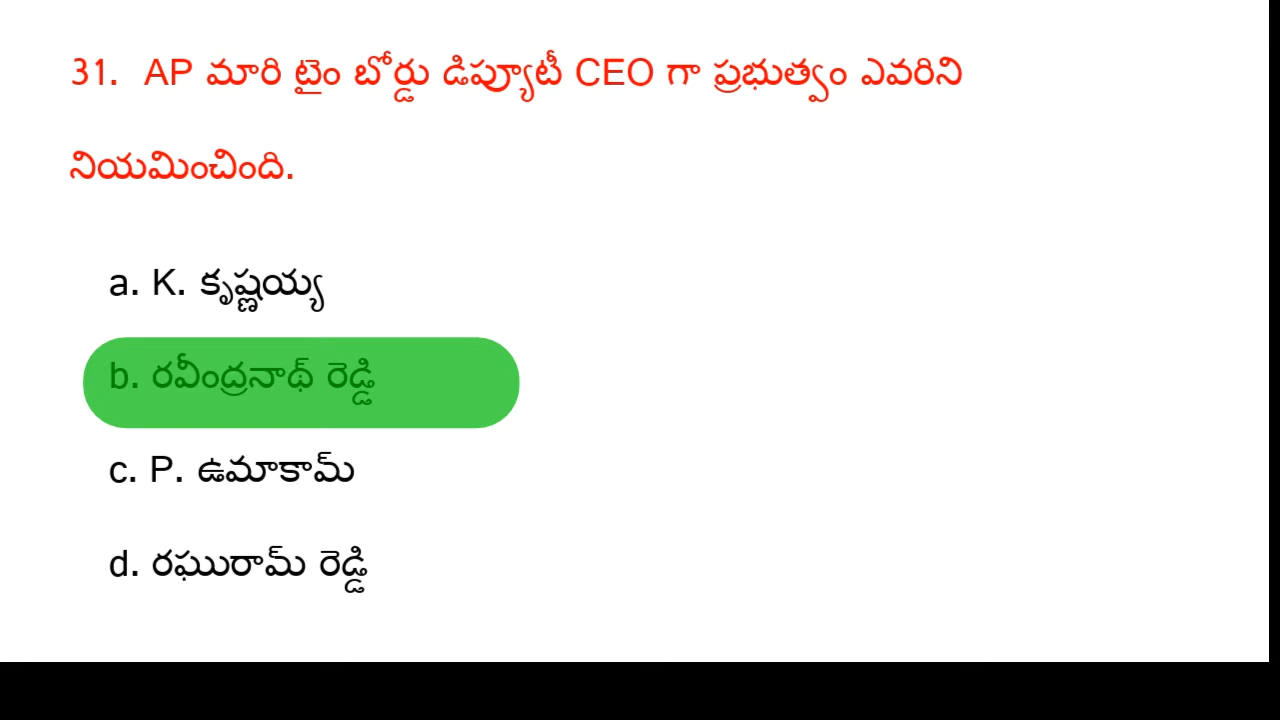 31. AP మారి టైం బోర్డు డిప్యూటీ CEO గా ప్రభుత్వం ఎవరిని
నియమించింది.
a. K. కృష్ణయ్య
b. రవీంద్రనాథ్ రెడ్డి
c. P. ఉమాకామ్
d. రఘురామ్ రెడ్డి